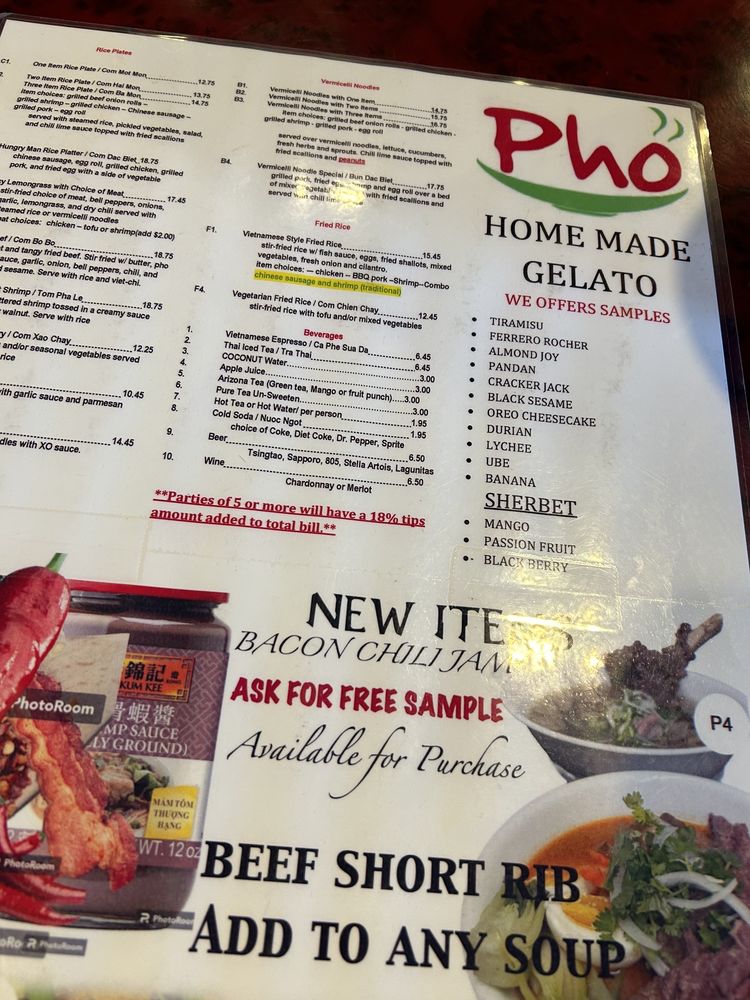 Rice Plates
C1.
One Item Rice Plate / Com Mot Mon 12.75
Two Item Rice Plate / Com Hai Mon 13.75
Three Item Rice Plate / Com Ba Mon 14.75
item choices: grilled beef onion rolls –
grilled shrimp – grilled chicken – Chinese sausage –
grilled pork – egg roll
served with steamed rice, pickled vegetables, salad,
and chili lime sauce topped with fried scallions
Hungry Man Rice Platter / Com Dac Biet 18.75
chinese sausage, egg roll, grilled chicken, grilled
pork, and fried egg with a side of vegetable
Lemongrass with Choice of Meat 17.45
stir-fried choice of meat, bell peppers, onions,
garlic, lemongrass, and dry chili served with
steamed rice or vermicelli noodles
choices: chicken – tofu or shrimp(add $2.00)
/ Com Bo Bo 18.75
and tangy fried beef. Stir fried w/ butter, pho
sauce, garlic, onion, bell peppers, chili, and
sesame. Serve with rice and viet-chi.
Shrimp / Tom Pha Le 18.75
shrimp tossed in a creamy sauce
walnut. Serve with rice
/ Com Xao Chay 12.25
and/or seasonal vegetables served
rice
10.45
with garlic sauce and parmesan
14.45
with XO sauce.
Vermicelli Noodles
B1. Vermicelli Noodles with One Item 14.75
B2. Vermicelli Noodles with Two Items 15.75
B3. Vermicelli Noodles with Three Items 16.75
item choices: grilled beef onion rolls - grilled chicken -
grilled shrimp - grilled pork - egg roll
served over vermicelli noodles, lettuce, cucumbers,
fresh herbs and sprouts. Chili lime sauce topped with
fried scallions and peanuts
B4. Vermicelli Noodle Special / Bun Dac Biet 17.75
grilled pork, fried egg, shrimp and egg roll over a bed
of mixed vegetables with fried scallions and
served with chili lime
Fried Rice
F1. Vietnamese Style Fried Rice 15.45
stir-fried rice w/ fish sauce, eggs, fried shallots, mixed
vegetables, fresh onion and cilantro.
item choices: — chicken – BBQ pork –Shrimp--Combo
chinese sausage and shrimp (traditional)
F4. Vegetarian Fried Rice / Com Chien Chay 12.45
stir-fried rice with tofu and/or mixed vegetables
Beverages
1. Vietnamese Espresso / Ca Phe Sua Da 6.45
2. Thai Iced Tea / Tra Thai 6.45
3. COCONUT Water 3.00
4. Apple Juice 3.00
5. Arizona Tea (Green tea, Mango or fruit punch) 3.00
6. Pure Tea Un-Sweeten 3.00
7. Hot Tea or Hot Water/ per person 1.95
8. Cold Soda / Nuoc Ngot 1.95
choice of Coke, Diet Coke, Dr. Pepper, Sprite
9. Beer 6.50
Tsingtao, Sapporo, 805, Stella Artois, Lagunitas
10. Wine 6.50
Chardonnay or Merlot
**Parties of 5 or more will have a 18% tips
amount added to total bill.**
Pho
HOME MADE
GELATO
WE OFFERS SAMPLES
• TIRAMISU
• FERRERO ROCHER
• ALMOND JOY
• PANDAN
• CRACKER JACK
• BLACK SESAME
• OREO CHEESECAKE
• DURIAN
• LYCHEE
• UBE
• BANANA
SHERBET
• MANGO
• PASSION FRUIT
• BLACK BERRY
NEW ITEMS
BACON CHILI JAM
ASK FOR FREE SAMPLE
Available for Purchase
P4
錦記
KUM KEE
蝦醬
SAUCE
GROUND)
MẮM TÔM
THƯỢNG
HẠNG
WT. 12 oz
PhotoRoom
PhotoRoom
PhotoRoom
PhotoRoom
BEEF SHORT RIB
ADD TO ANY SOUP